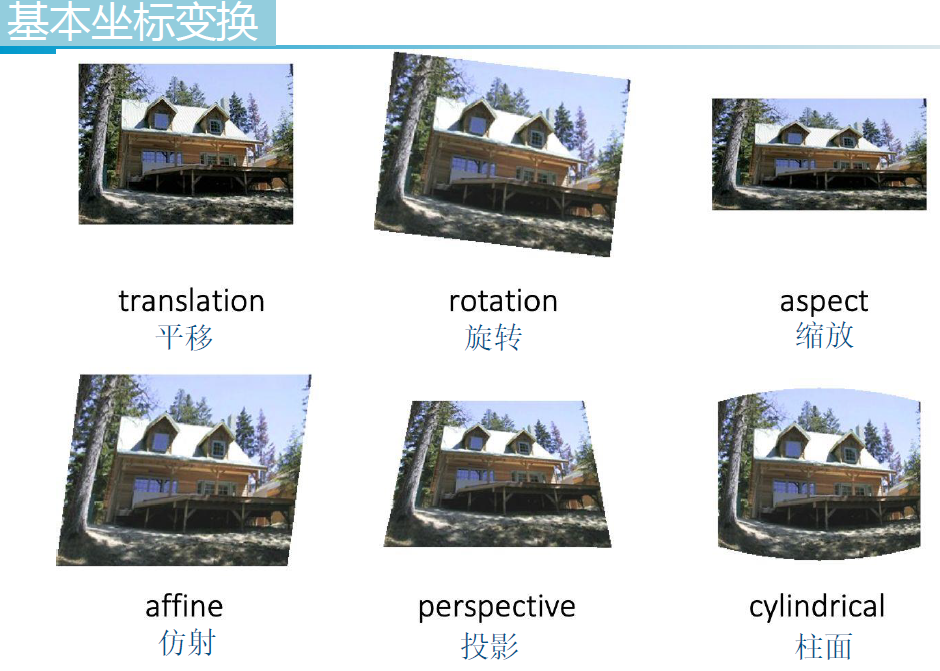 基本坐标变换
translation
平移
rotation
旋转
aspect
缩放
affine
仿射
perspective
投影
cylindrical
柱面